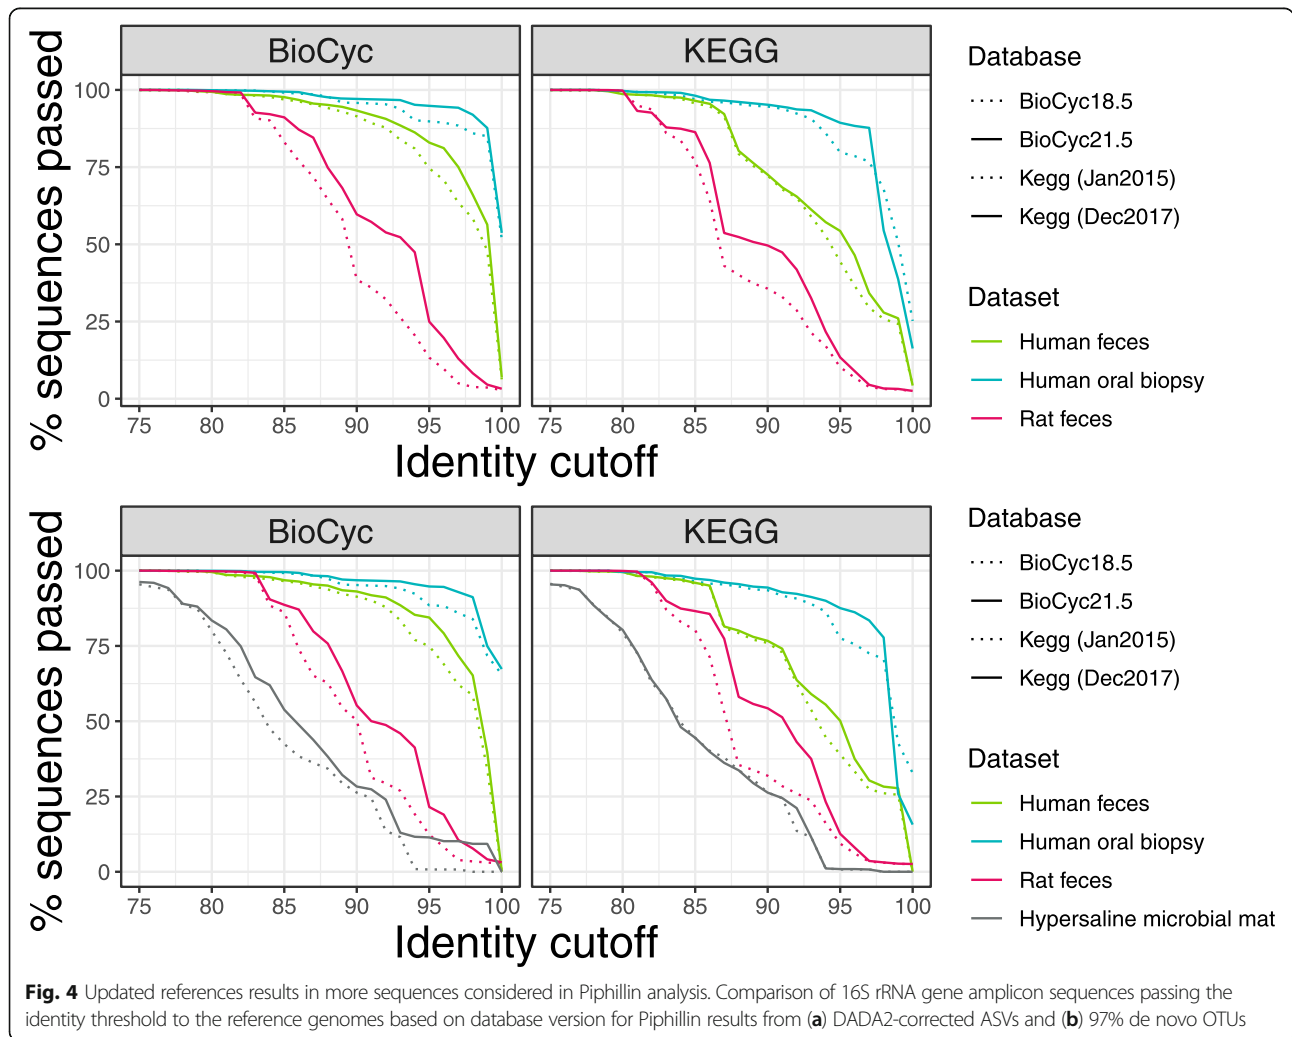 BioCyc
KEGG
% sequences passed
100
75
50
25
0
75 80 85 90 95 100
75 80 85 90 95 100
Identity cutoff
Database
BioCyc18.5
BioCyc21.5
Kegg (Jan2015)
Kegg (Dec2017)
Dataset
Human feces
Human oral biopsy
Rat feces
BioCyc
KEGG
% sequences passed
100
75
50
25
0
75 80 85 90 95 100
75 80 85 90 95 100
Identity cutoff
Database
BioCyc18.5
BioCyc21.5
Kegg (Jan2015)
Kegg (Dec2017)
Dataset
Human feces
Human oral biopsy
Rat feces
Hypersaline microbial mat
Fig. 4 Updated references results in more sequences considered in Piphillin analysis. Comparison of 16S rRNA gene amplicon sequences passing the
identity threshold to the reference genomes based on database version for Piphillin results from (a) DADA2-corrected ASVs and (b) 97% de novo OTUs